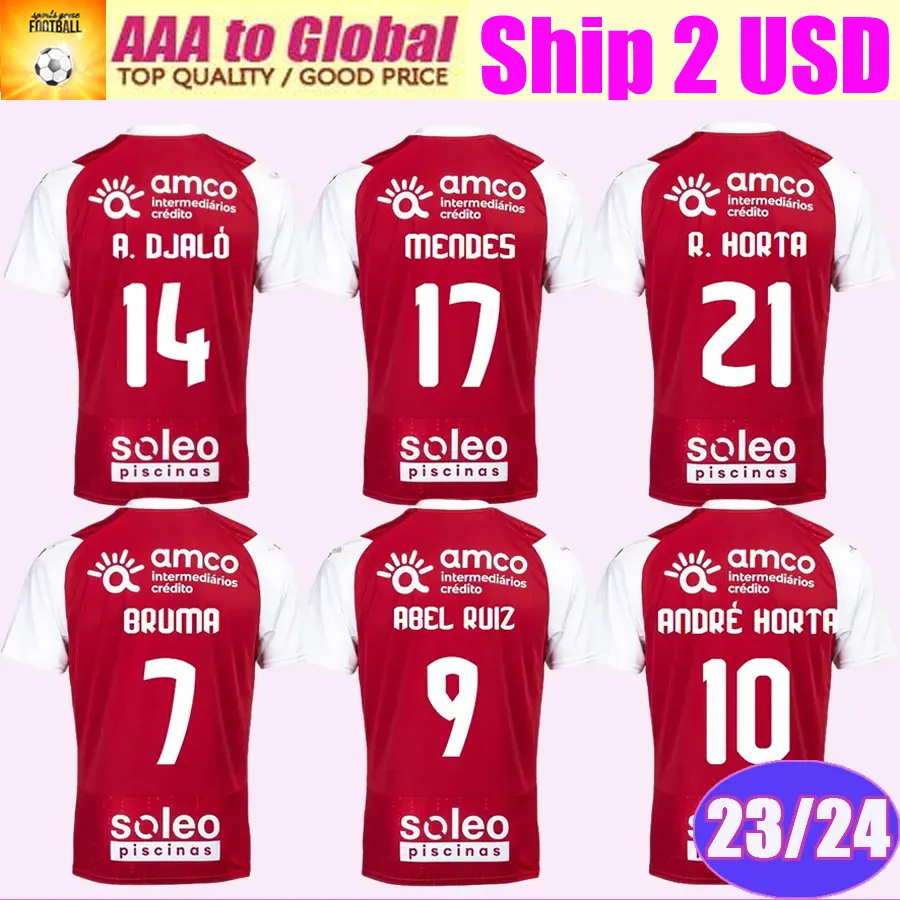 sports prose
FOOTBALL
AAA to Global
TOP QUALITY / GOOD PRICE
Ship 2 USD
amco
intermediários
crédito
A. DJALÓ
14
soleo
piscinas
amco
intermediários
crédito
MENDES
17
soleo
piscinas
amco
intermediários
crédito
R. HORTA
21
soleo
piscinas
amco
intermediários
crédito
BRUMA
7
soleo
piscinas
amco
intermediários
crédito
ABEL RUIZ
9
soleo
piscinas
amco
intermediários
crédito
ANDRÉ HORTA
10
23/24